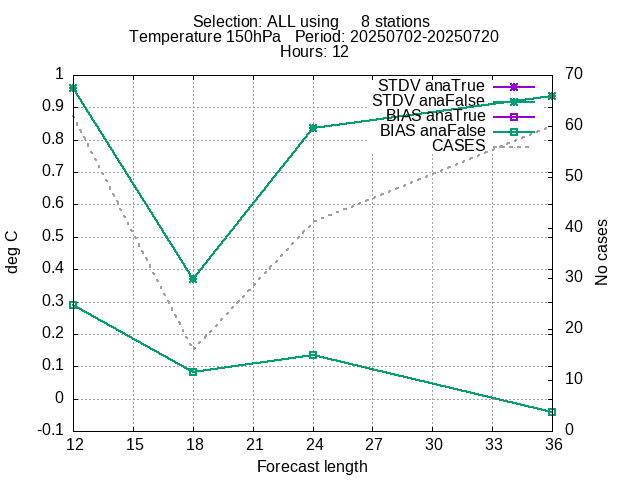 Selection: ALL using     8 stations
Temperature 150hPa   Period: 20250702-20250720
Hours: 12
STDV anaTrue
STDV anaFalse
BIAS anaTrue
BIAS anaFalse
CASES
deg C
1
0.9
0.8
0.7
0.6
0.5
0.4
0.3
0.2
0.1
0
-0.1
70
60
50
40
30
20
10
0
No cases
12 15 18 21 24 27 30 33 36
Forecast length